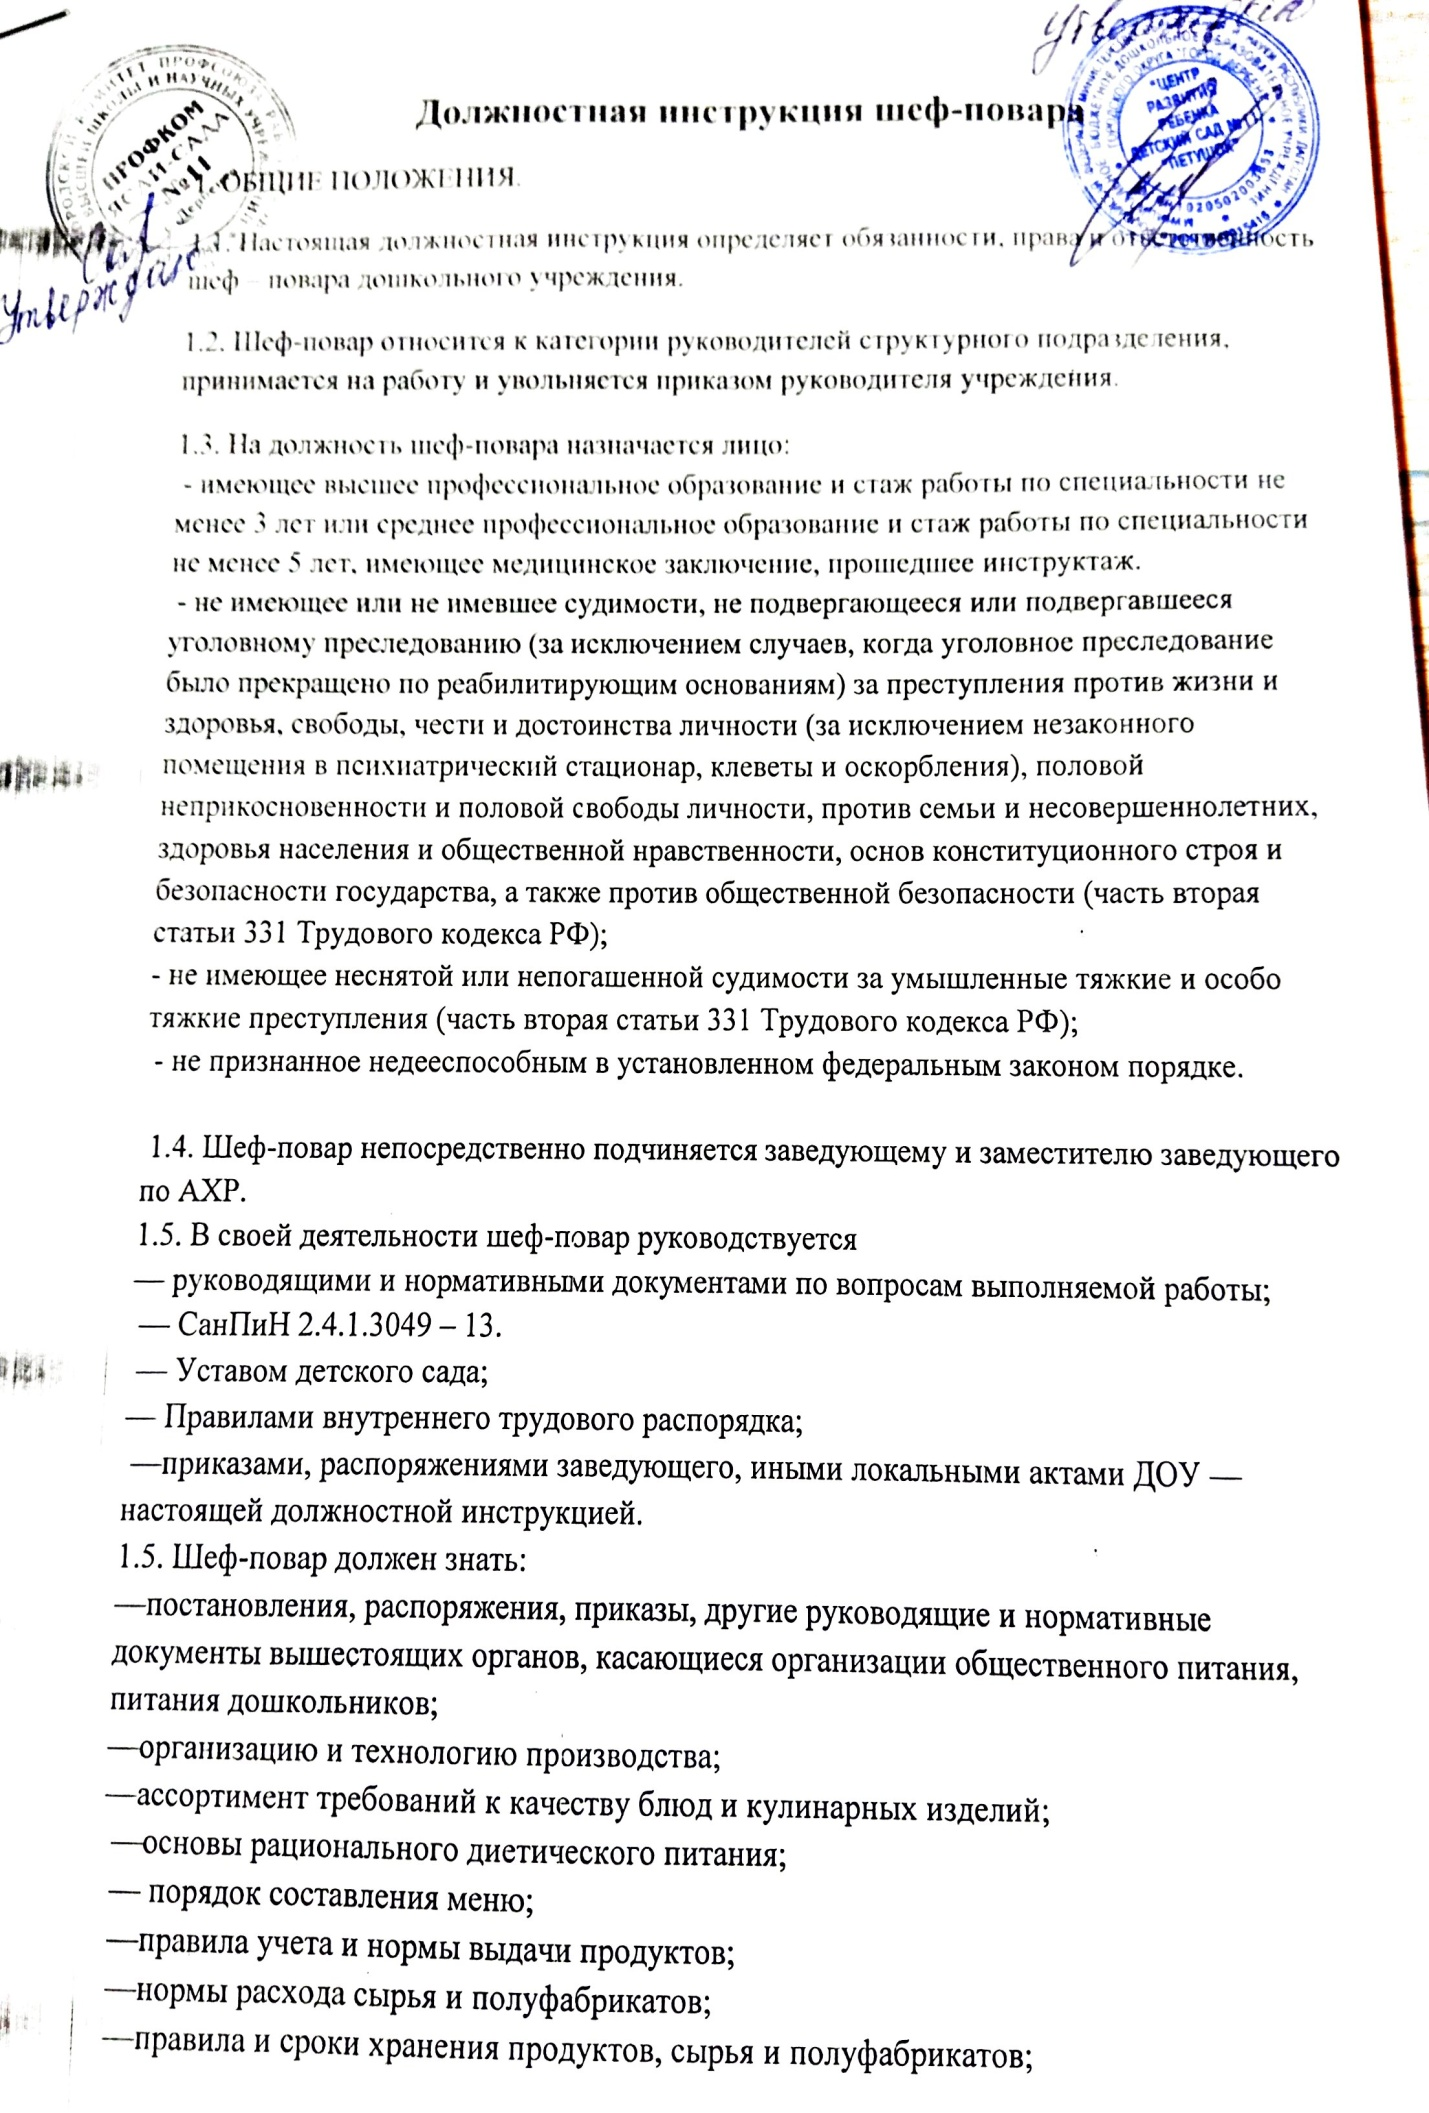 Утверждаю
ПРОФКОМ
ЯСЛИ-САДА
№11
г.Дербент
Утверждаю
"ЦЕНТР
РАЗВИТИЯ
РЕБЕНКА
ДЕТСКИЙ САД №11
"ПЕТУШОК"
Должностная инструкция шеф-повара
1. ОБЩИЕ ПОЛОЖЕНИЯ.
1.1. Настоящая должностная инструкция определяет обязанности, права и ответственность
шеф – повара дошкольного учреждения.
1.2. Шеф-повар относится к категории руководителей структурного подразделения,
принимается на работу и увольняется приказом руководителя учреждения.
1.3. На должность шеф-повара назначается лицо:
- имеющее высшее профессиональное образование и стаж работы по специальности не
менее 3 лет или среднее профессиональное образование и стаж работы по специальности
не менее 5 лет, имеющее медицинское заключение, прошедшее инструктаж.
- не имеющее или не имевшее судимости, не подвергающееся или подвергавшееся
уголовному преследованию (за исключением случаев, когда уголовное преследование
было прекращено по реабилитирующим основаниям) за преступления против жизни и
здоровья, свободы, чести и достоинства личности (за исключением незаконного
помещения в психиатрический стационар, клеветы и оскорбления), половой
неприкосновенности и половой свободы личности, против семьи и несовершеннолетних,
здоровья населения и общественной нравственности, основ конституционного строя и
безопасности государства, а также против общественной безопасности (часть вторая
статьи 331 Трудового кодекса РФ);
- не имеющее неснятой или непогашенной судимости за умышленные тяжкие и особо
тяжкие преступления (часть вторая статьи 331 Трудового кодекса РФ);
- не признанное недееспособным в установленном федеральным законом порядке.
1.4. Шеф-повар непосредственно подчиняется заведующему и заместителю заведующего
по АХР.
1.5. В своей деятельности шеф-повар руководствуется
— руководящими и нормативными документами по вопросам выполняемой работы;
— СанПиН 2.4.1.3049 – 13.
— Уставом детского сада;
— Правилами внутреннего трудового распорядка;
—приказами, распоряжениями заведующего, иными локальными актами ДОУ —
настоящей должностной инструкцией.
1.5. Шеф-повар должен знать:
—постановления, распоряжения, приказы, другие руководящие и нормативные
документы вышестоящих органов, касающиеся организации общественного питания,
питания дошкольников;
—организацию и технологию производства;
—ассортимент требований к качеству блюд и кулинарных изделий;
—основы рационального диетического питания;
— порядок составления меню;
—правила учета и нормы выдачи продуктов;
—нормы расхода сырья и полуфабрикатов;
—правила и сроки хранения продуктов, сырья и полуфабрикатов;